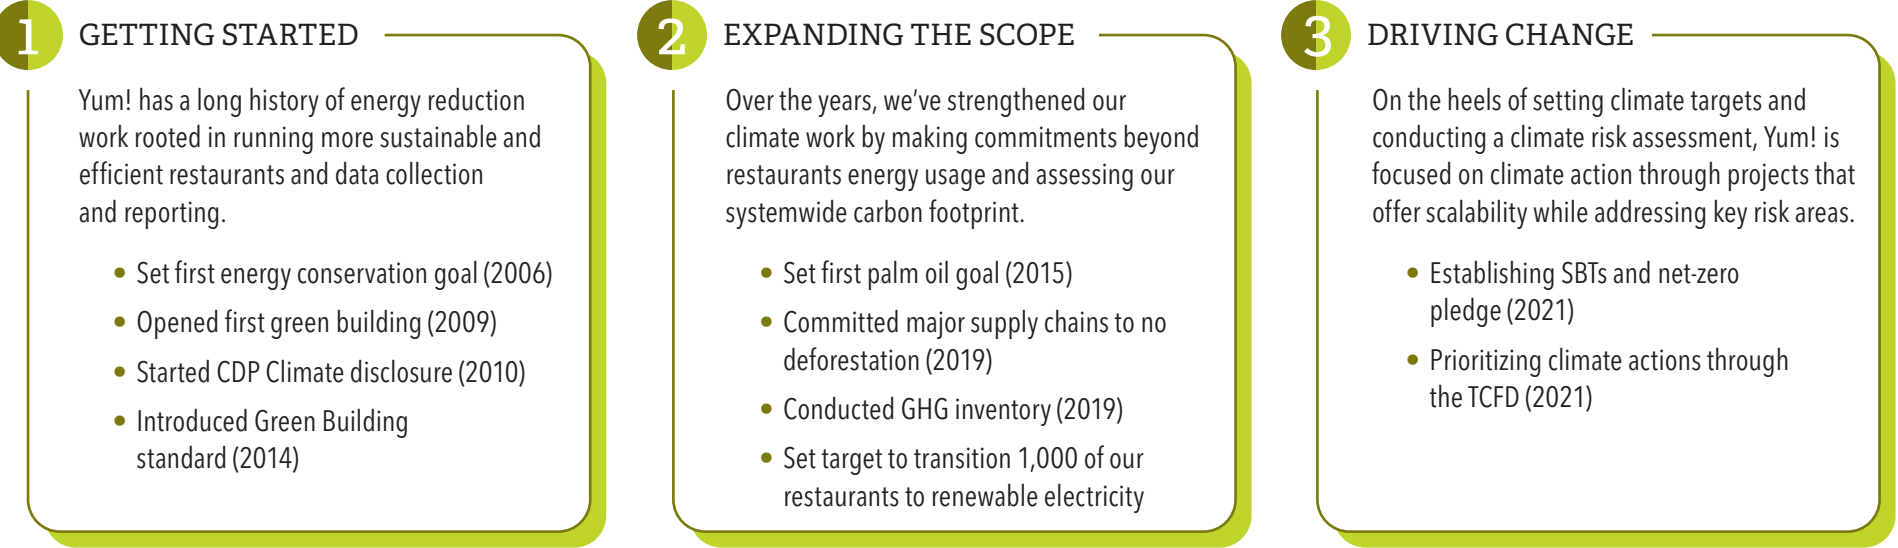 1 GETTING STARTED
Yum! has a long history of energy reduction
work rooted in running more sustainable and
efficient restaurants and data collection
and reporting.
• Set first energy conservation goal (2006)
• Opened first green building (2009)
• Started CDP Climate disclosure (2010)
• Introduced Green Building
standard (2014)
2 EXPANDING THE SCOPE
Over the years, we’ve strengthened our
climate work by making commitments beyond
restaurants energy usage and assessing our
systemwide carbon footprint.
• Set first palm oil goal (2015)
• Committed major supply chains to no
deforestation (2019)
• Conducted GHG inventory (2019)
• Set target to transition 1,000 of our
restaurants to renewable electricity
3 DRIVING CHANGE
On the heels of setting climate targets and
conducting a climate risk assessment, Yum! is
focused on climate action through projects that
offer scalability while addressing key risk areas.
• Establishing SBTs and net-zero
pledge (2021)
• Prioritizing climate actions through
the TCFD (2021)